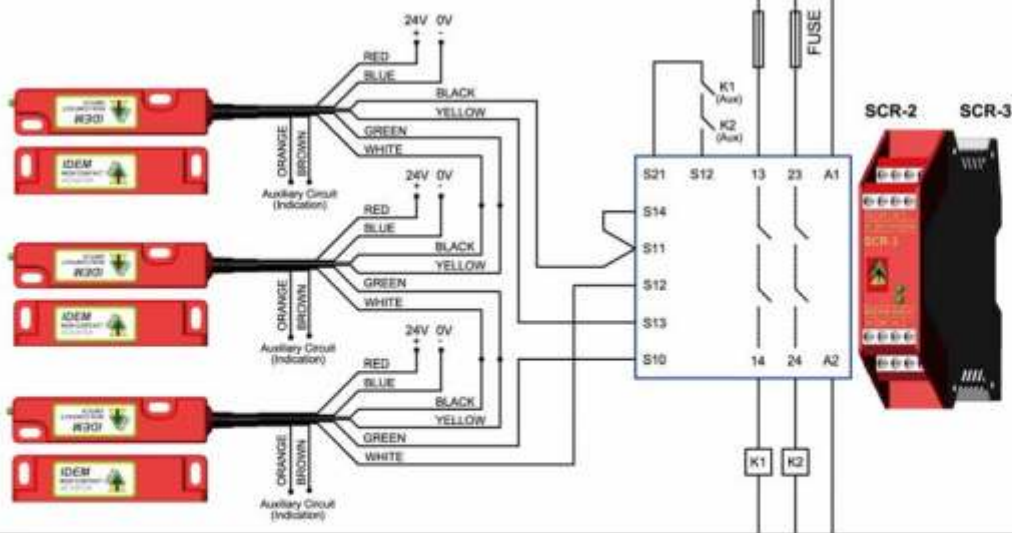 24V 0V
+ -
RED
BLUE
BLACK
YELLOW
GREEN
WHITE
ORANGE
BROWN
Auxiliary Circuit
(Indication)
IDEM
IDEM
24V 0V
+ -
RED
BLUE
BLACK
YELLOW
GREEN
WHITE
ORANGE
BROWN
Auxiliary Circuit
(Indication)
IDEM
IDEM
24V 0V
+ -
RED
BLUE
BLACK
YELLOW
GREEN
WHITE
ORANGE
BROWN
Auxiliary Circuit
(Indication)
IDEM
IDEM
FUSE
K1
(Aux)
K2
(Aux)
S21 S12 13 23 A1
S14
S11
S12
S13
S10
14 24 A2
K1 K2
SCR-2 SCR-3